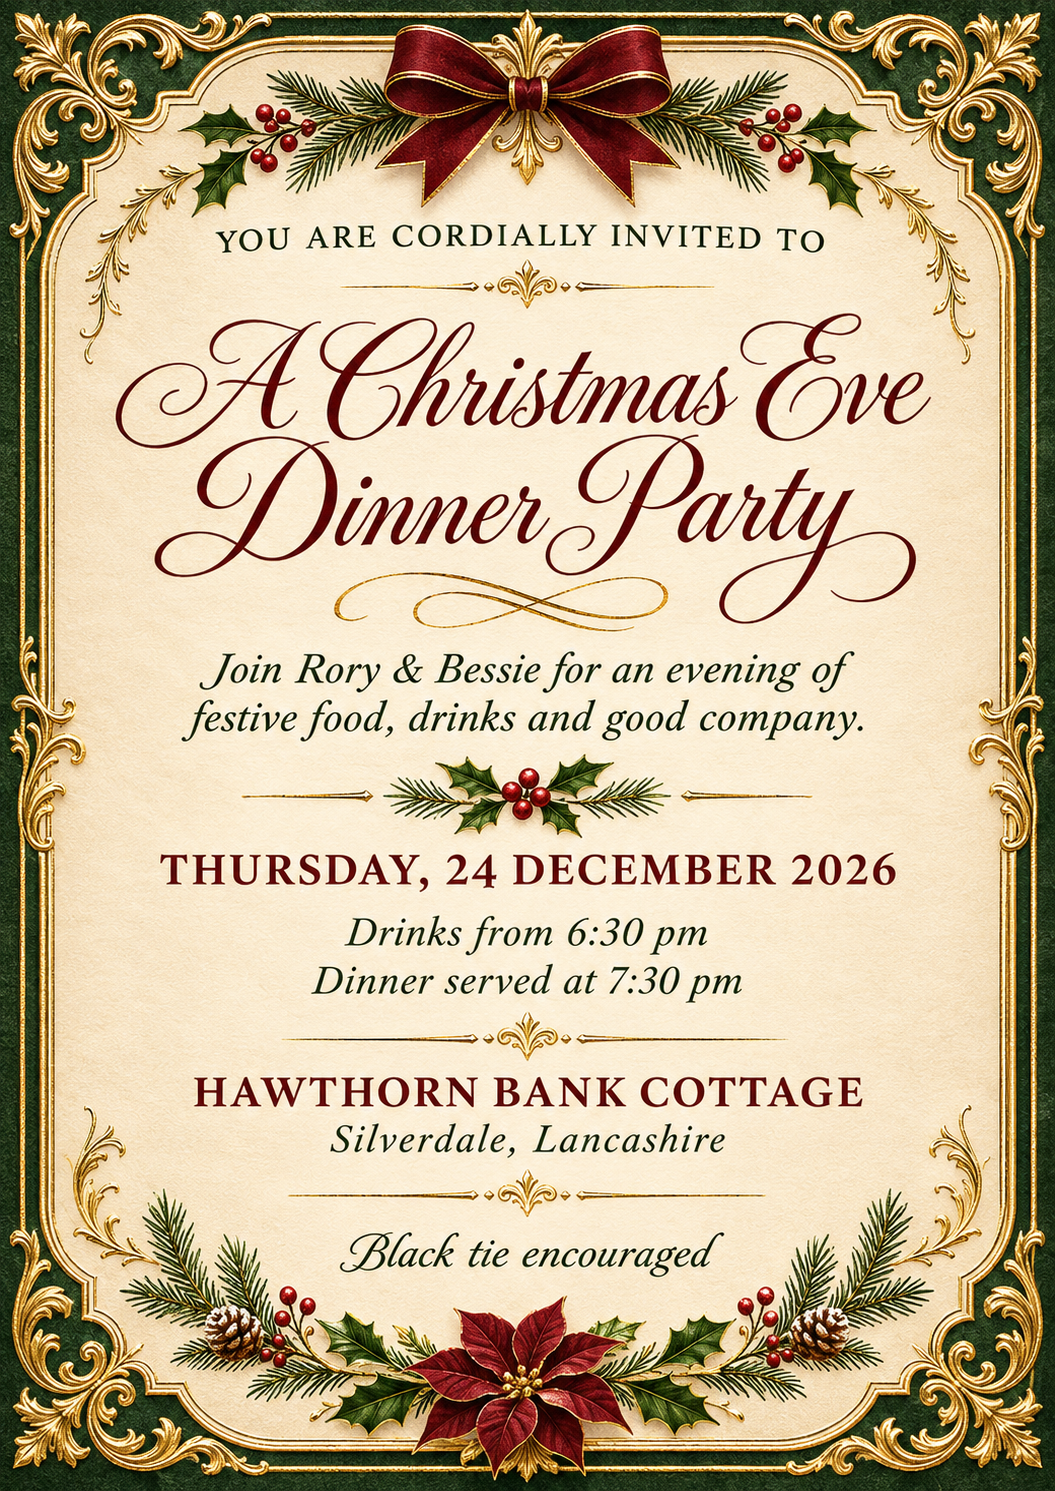 YOU ARE CORDIALLY INVITED TO
A Christmas Eve
Dinner Party
Join Rory & Bessie for an evening of
festive food, drinks and good company.
THURSDAY, 24 DECEMBER 2026
Drinks from 6:30 pm
Dinner served at 7:30 pm
HAWTHORN BANK COTTAGE
Silverdale, Lancashire
Black tie encouraged